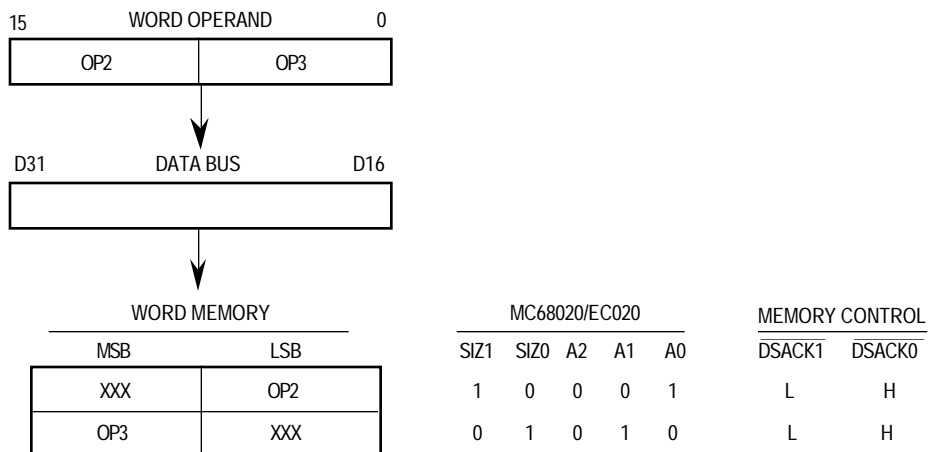 15 WORD OPERAND 0
OP2 OP3
D31 DATA BUS D16
WORD MEMORY MC68020/EC020 MEMORY CONTROL
MSB LSB SIZ1 SIZ0 A2 A1 A0 DSACK1 DSACK0
XXX OP2 1 0 0 0 1 L H
OP3 XXX 0 1 0 1 0 L H